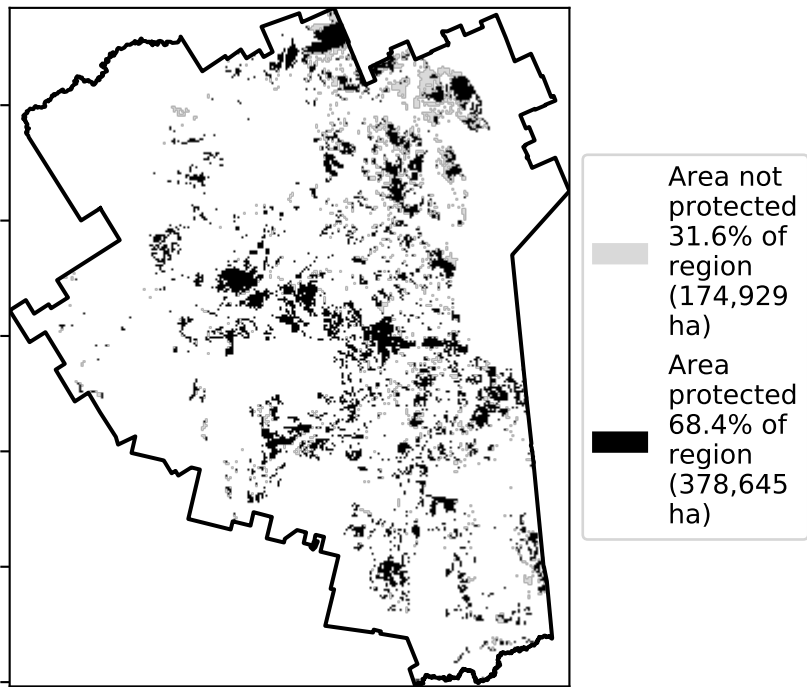 Area not
protected
31.6% of
region
(174,929
ha)
Area
protected
68.4% of
region
(378,645
ha)